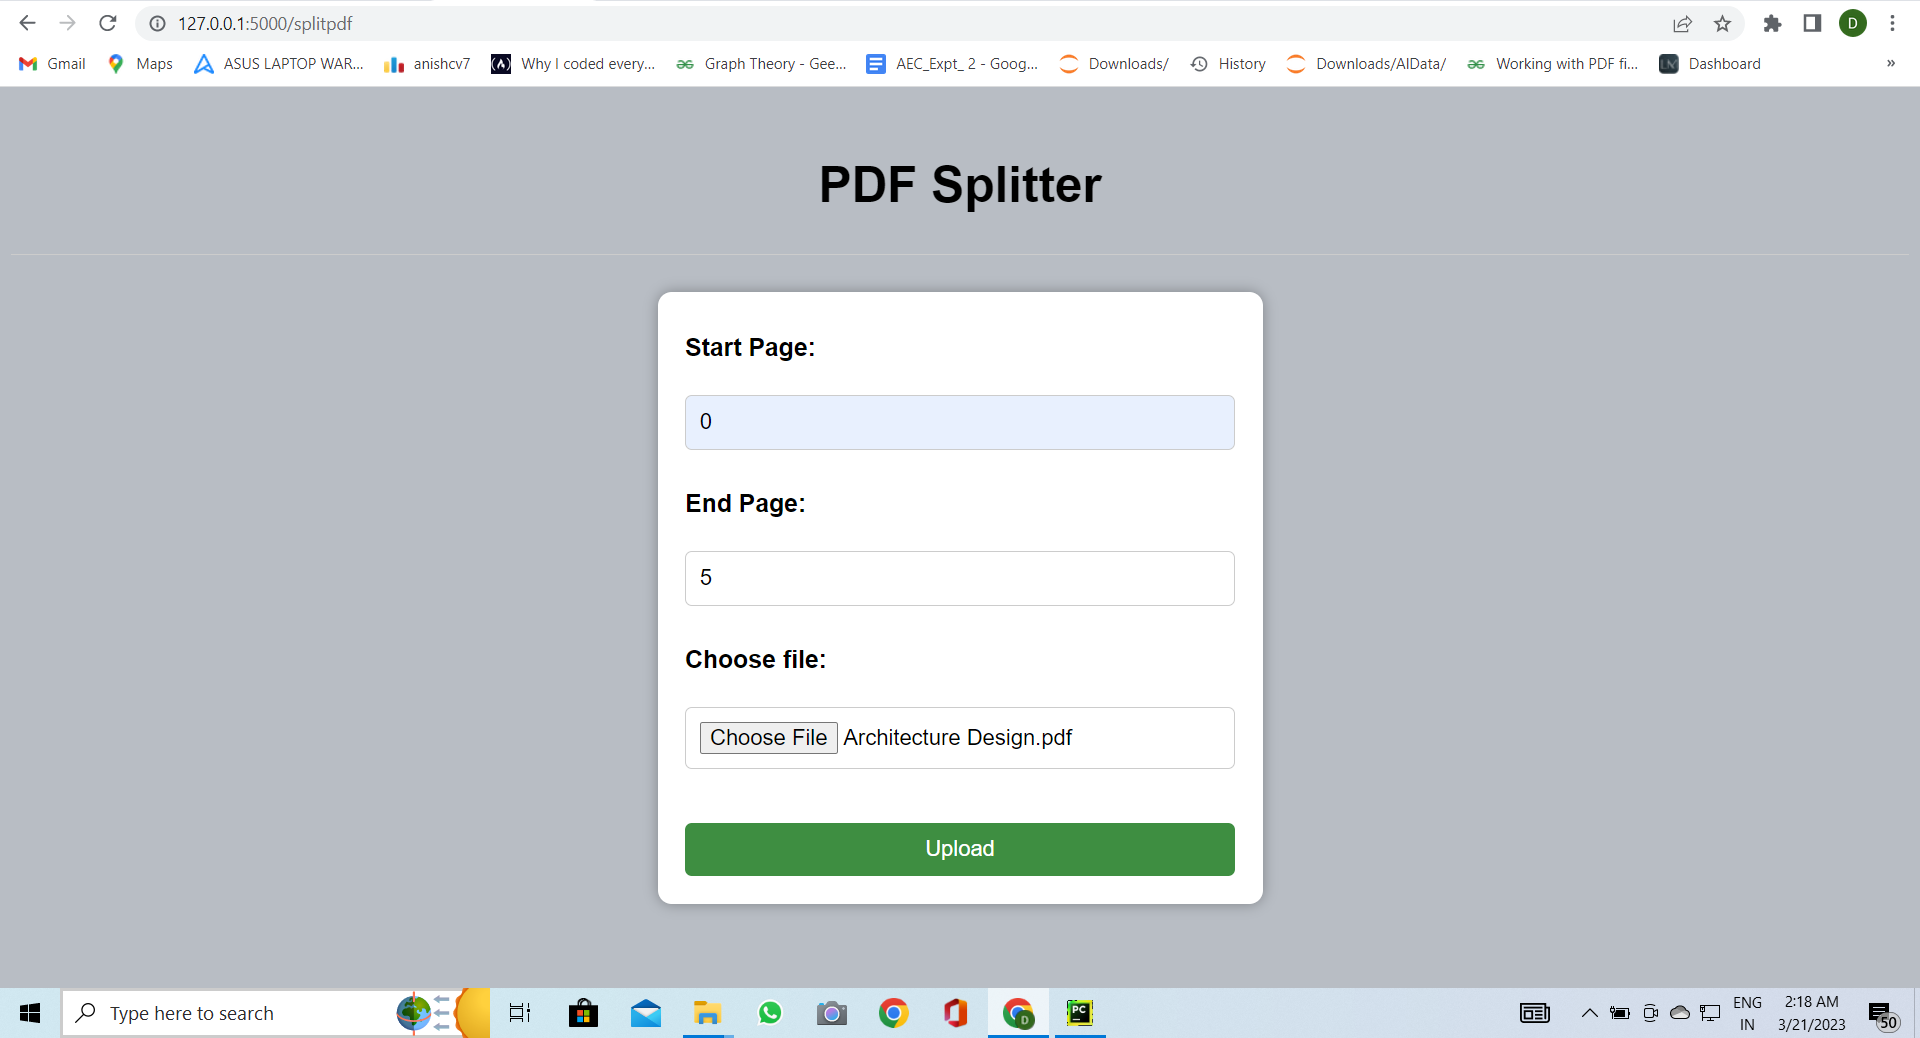 127.0.0.1:5000/splitpdf
D
Gmail Maps ASUS LAPTOP WAR... anishcv7 Why I coded every... Graph Theory - Gee... AEC_Expt_ 2 - Goog... Downloads/ History Downloads/AIData/ Working with PDF fi... Dashboard »
PDF Splitter
Start Page:
0
End Page:
5
Choose file:
Choose File Architecture Design.pdf
Upload
Type here to search
D
PC
ENG
IN
2:18 AM
3/21/2023
50